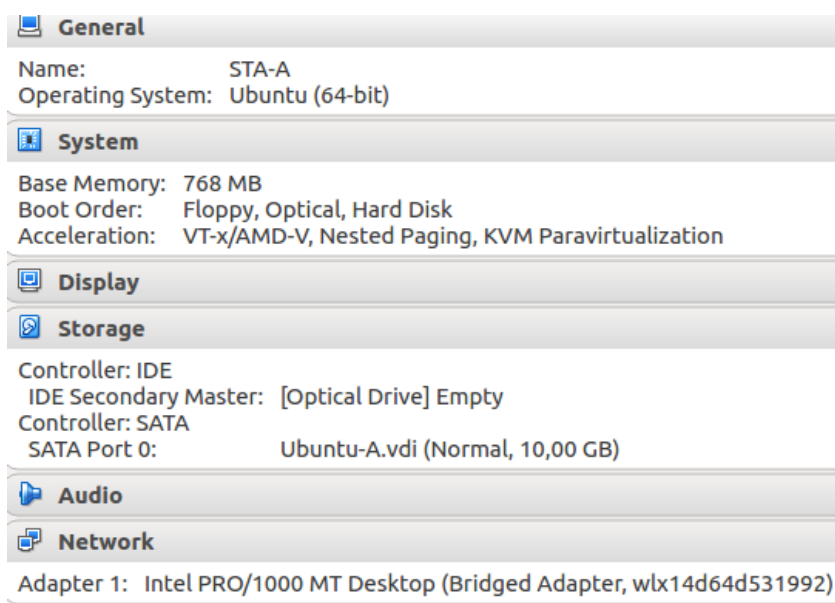 General
Name: STA-A
Operating System: Ubuntu (64-bit)
System
Base Memory: 768 MB
Boot Order: Floppy, Optical, Hard Disk
Acceleration: VT-x/AMD-V, Nested Paging, KVM Paravirtualization
Display
Storage
Controller: IDE
IDE Secondary Master: [Optical Drive] Empty
Controller: SATA
SATA Port 0: Ubuntu-A.vdi (Normal, 10,00 GB)
Audio
Network
Adapter 1: Intel PRO/1000 MT Desktop (Bridged Adapter, wlx14d64d531992)